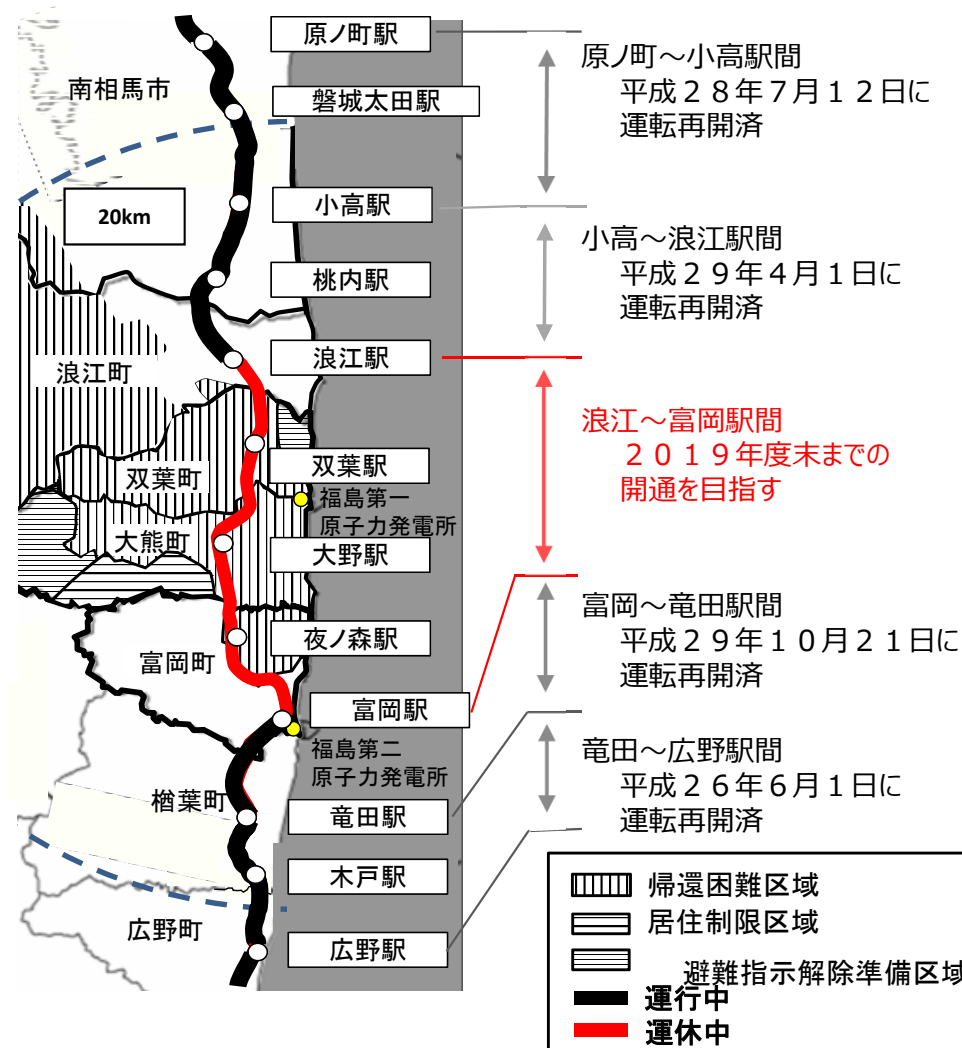 原ノ町駅
南相馬市
磐城太田駅
20km
小高駅
桃内駅
浪江駅
浪江町
双葉駅
双葉町
福島第一
原子力発電所
大熊町
大野駅
夜ノ森駅
富岡町
富岡駅
福島第二
原子力発電所
楢葉町
竜田駅
木戸駅
広野町
広野駅
原ノ町～小高駅間
平成２８年７月１２日に
運転再開済
小高～浪江駅間
平成２９年４月１日に
運転再開済
浪江～富岡駅間
２０１９年度末までの
開通を目指す
富岡～竜田駅間
平成２９年１０月２１日に
運転再開済
竜田～広野駅間
平成２６年６月１日に
運転再開済
帰還困難区域
居住制限区域
避難指示解除準備区域
運行中
運休中